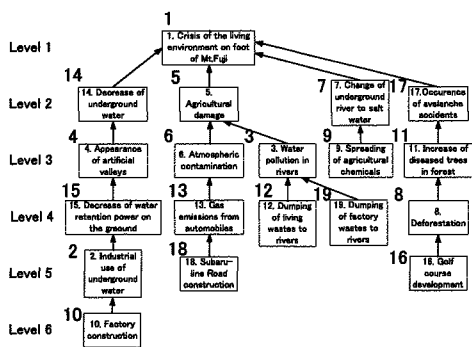 1
Level 1
1. Crisis of the living
environment on foot
of Mt.Fuji
14
5
7
17
Level 2
14. Decrease of
underground
water
5.
Agricultural
damage
7. Change of
underground
river to salt
water
17. Occurence of
avalanche
accidents
4
6
3
9
11
Level 3
4. Appearance
of artificial
valleys
6. Atmospheric
contamination
3. Water
pollution in
rivers
9. Spreading of
agricultural
chemicals
11. Increase of
diseased trees
in forest
15
13
12
19
8
Level 4
15. Decrease of water
retention power on
the ground
13. Gas
emissions from
automobiles
12. Dumping of living
wastes to
rivers
19. Dumping of factory
wastes to rivers
8.
Deforestation
2
18
16
Level 5
2. Industrial
use of
underground
water
18. Subaru-
line Road
construction
16. Golf
course
development
10
Level 6
10. Factory
construction